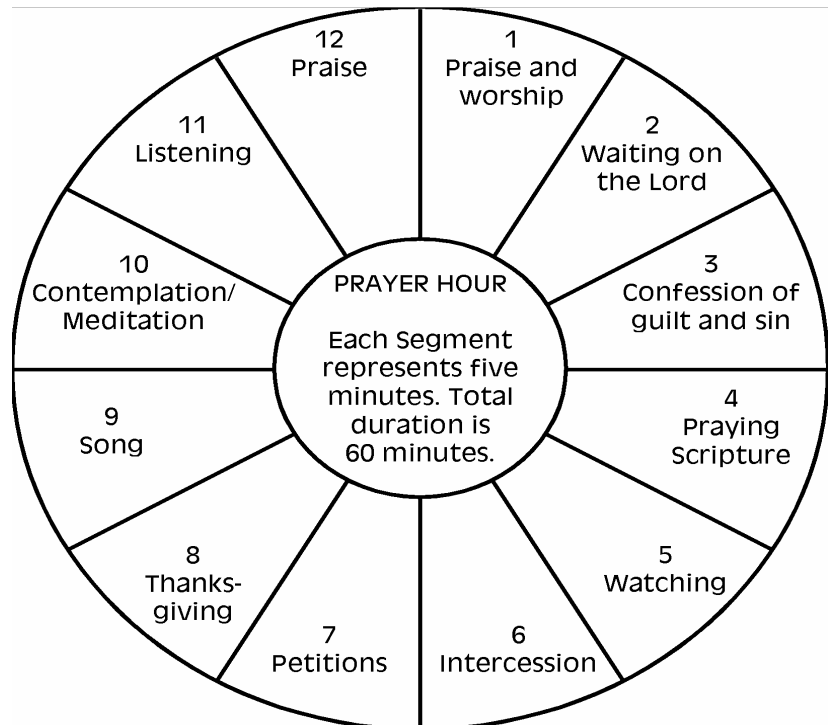 12
Praise
1
Praise and
worship
2
Waiting on
the Lord
3
Confession of
guilt and sin
4
Praying
Scripture
5
Watching
6
Intercession
7
Petitions
8
Thanks-
giving
9
Song
10
Contemplation/
Meditation
11
Listening
PRAYER HOUR
Each Segment
represents five
minutes. Total
duration is
60 minutes.